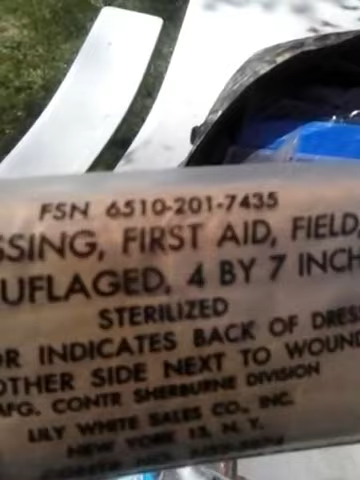 FSN 6510-201-7435
SSING, FIRST AID, FIELD,
UFLAGED, 4 BY 7 INCH
STERILIZED
OR INDICATES BACK OF DRES
OTHER SIDE NEXT TO WOUN
AFG. CONTR SHERBURNE DIVISION
LILY WHITE SALES CO., INC.
NEW YORK 13, N. Y.